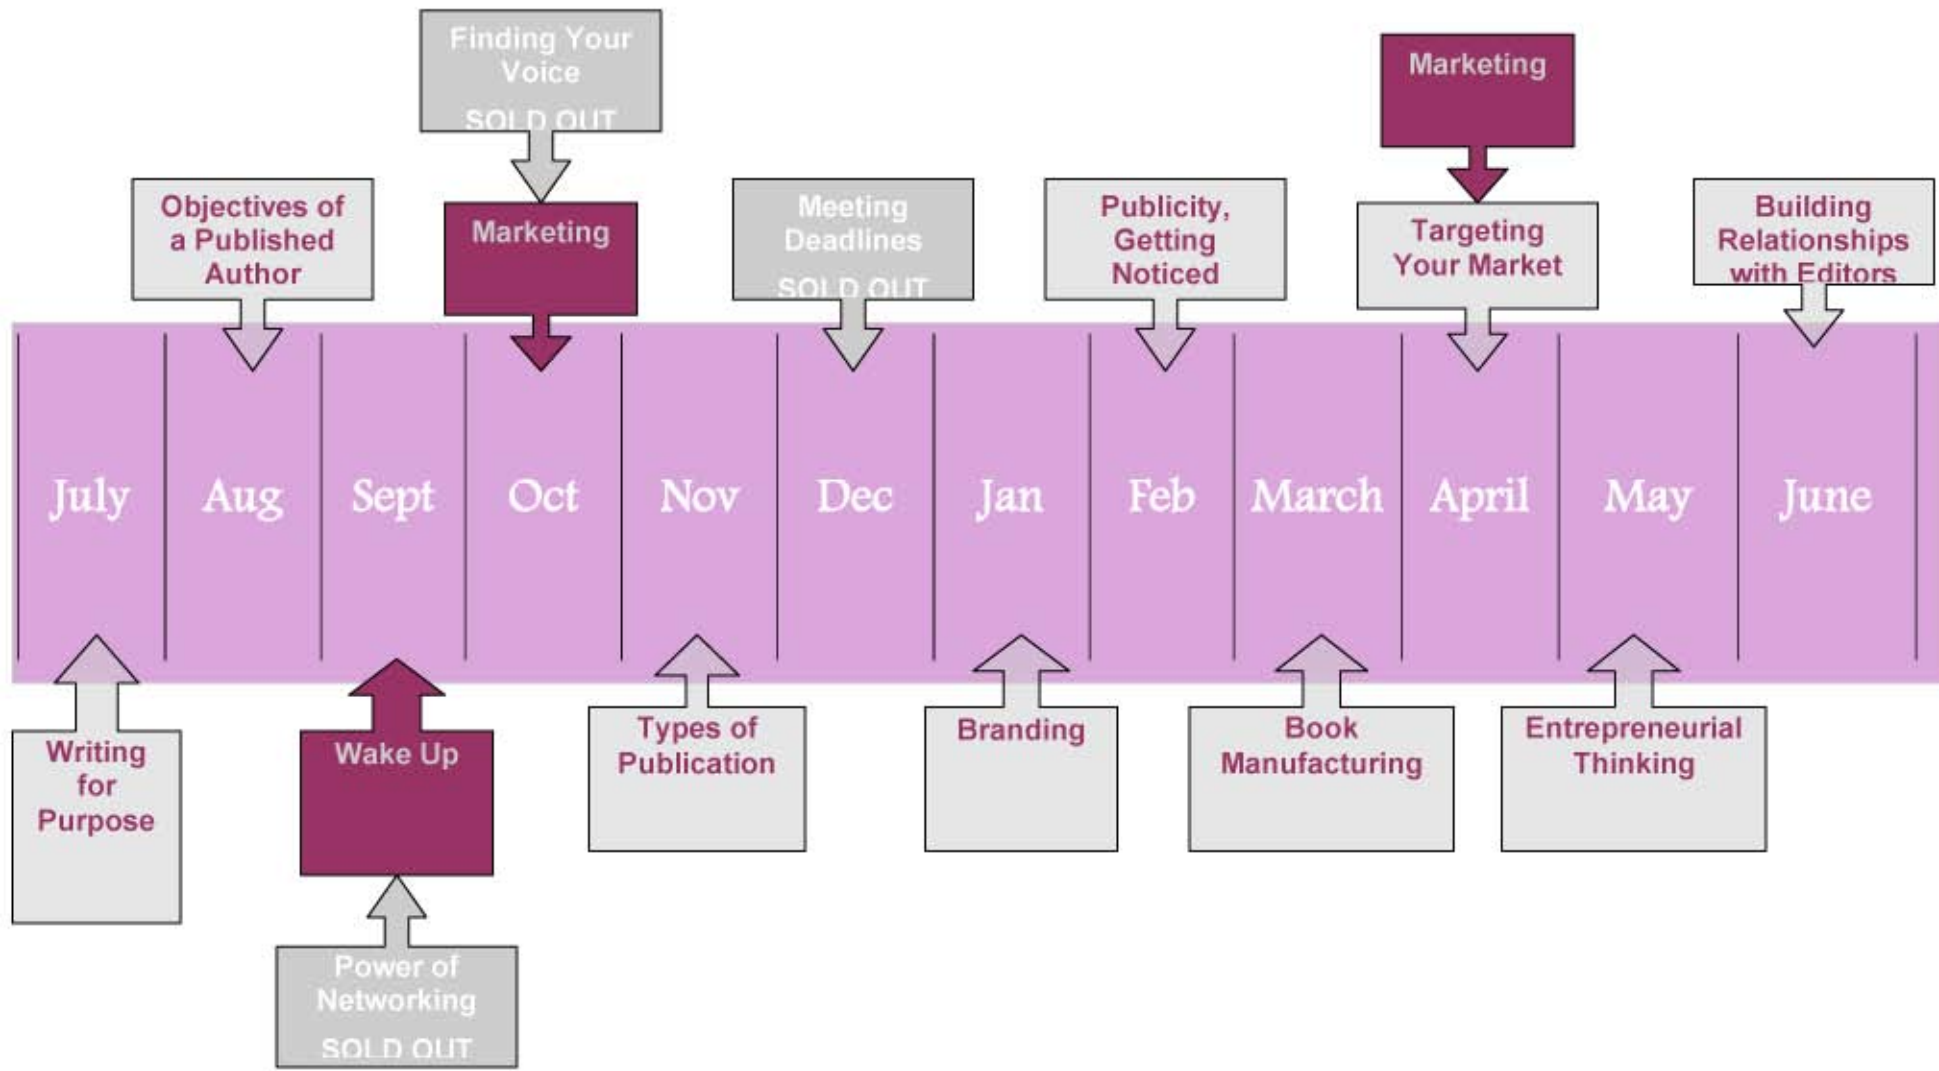 Finding Your
Voice
SOLD OUT
Marketing
Objectives of
a Published
Author
Marketing
Meeting
Deadlines
SOLD OUT
Publicity,
Getting
Noticed
Targeting
Your Market
Building
Relationships
with Editors
July
Aug
Sept
Oct
Nov
Dec
Jan
Feb
March
April
May
June
Writing
for
Purpose
Wake Up
Types of
Publication
Branding
Book
Manufacturing
Entrepreneurial
Thinking
Power of
Networking
SOLD OUT